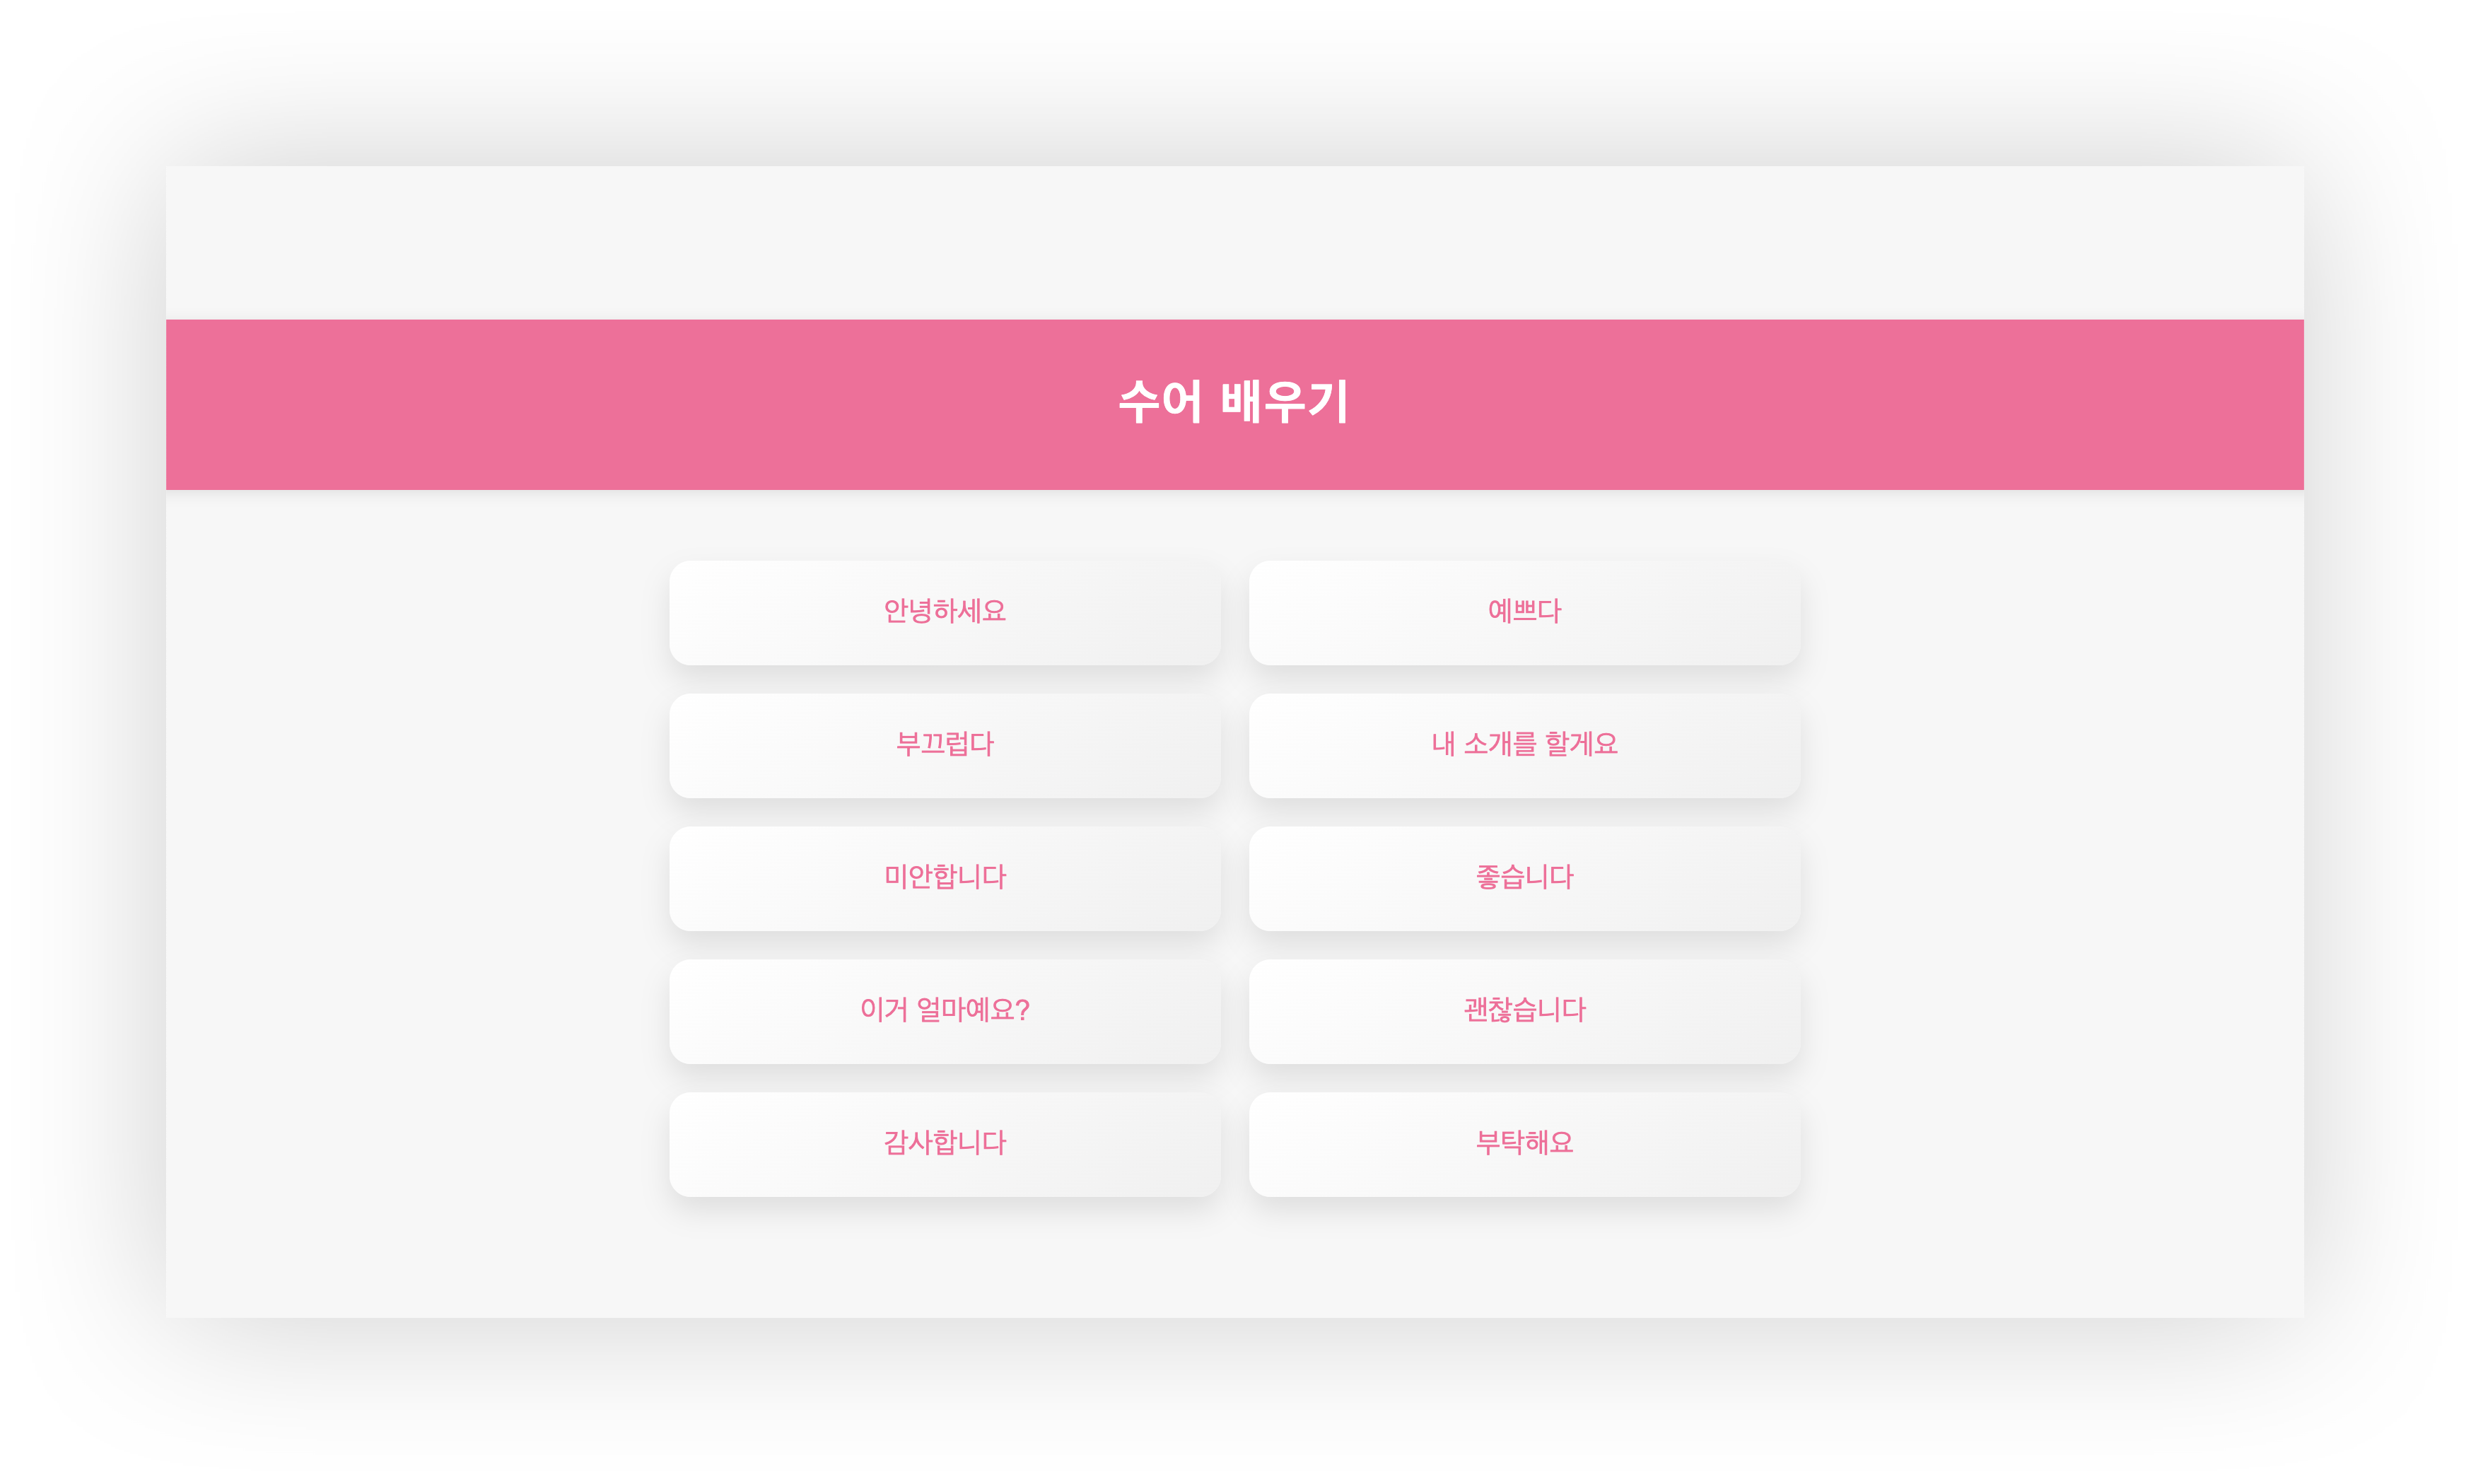 수어 배우기
안녕하세요
예쁘다
부끄럽다
내 소개를 할게요
미안합니다
좋습니다
이거 얼마예요?
괜찮습니다
감사합니다
부탁해요